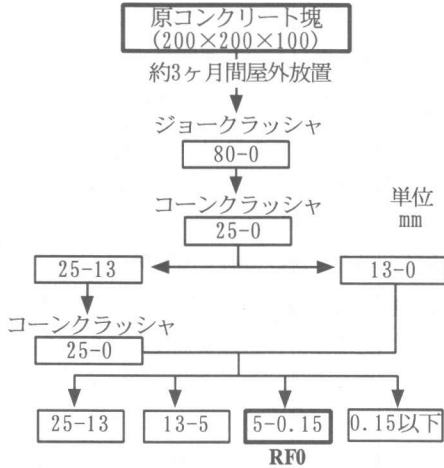 原コンクリート塊
(200×200×100)
約3ヶ月間屋外放置
ジョークラッシャ
80-0
コーンクラッシャ
25-0
単位
mm
25-13
13-0
コーンクラッシャ
25-0
25-13
13-5
5-0.15
0.15以下
RF0